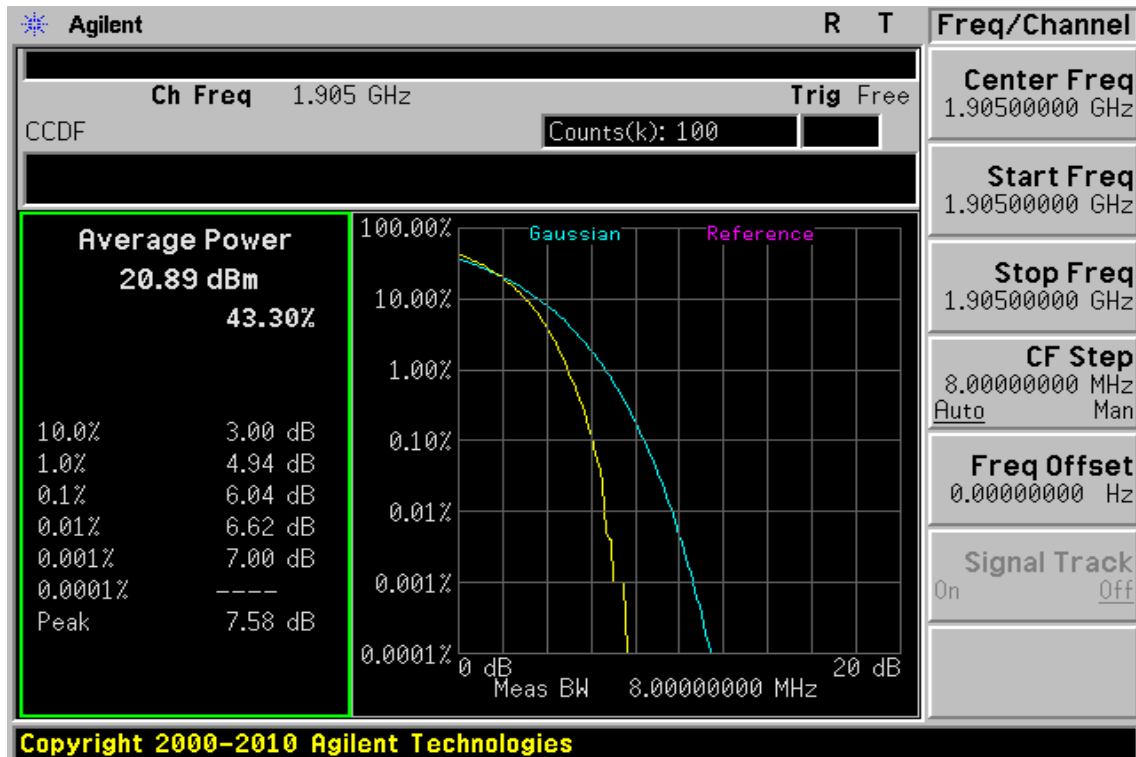 Agilent R T Freq/Channel
Ch Freq 1.905 GHz Trig Free
CCDF Counts(k): 100
Average Power
20.89 dBm
43.30%
10.0% 3.00 dB
1.0% 4.94 dB
0.1% 6.04 dB
0.01% 6.62 dB
0.001% 7.00 dB
0.0001% ----
Peak 7.58 dB
100.00% Gaussian Reference
10.00%
1.00%
0.10%
0.01%
0.001%
0.0001%
0 dB 20 dB
Meas BW 8.00000000 MHz
Center Freq
1.90500000 GHz
Start Freq
1.90500000 GHz
Stop Freq
1.90500000 GHz
CF Step
8.00000000 MHz
Auto Man
Freq Offset
0.00000000 Hz
Signal Track
On Off
Copyright 2000-2010 Agilent Technologies